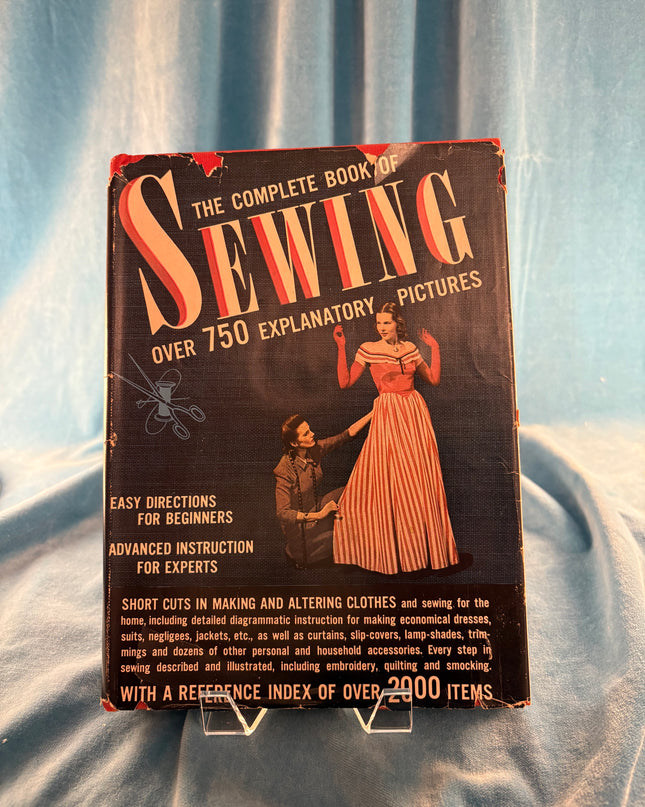 THE COMPLETE BOOK OF
SEWING
OVER 750 EXPLANATORY PICTURES
EASY DIRECTIONS
FOR BEGINNERS
ADVANCED INSTRUCTION
FOR EXPERTS
SHORT CUTS IN MAKING AND ALTERING CLOTHES and sewing for the
home, including detailed diagrammatic instruction for making economical dresses,
suits, negligees, jackets, etc., as well as curtains, slip-covers, lamp-shades, trim-
mings and dozens of other personal and household accessories. Every step in
sewing described and illustrated, including embroidery, quilting and smocking.
WITH A REFERENCE INDEX OF OVER 2000 ITEMS